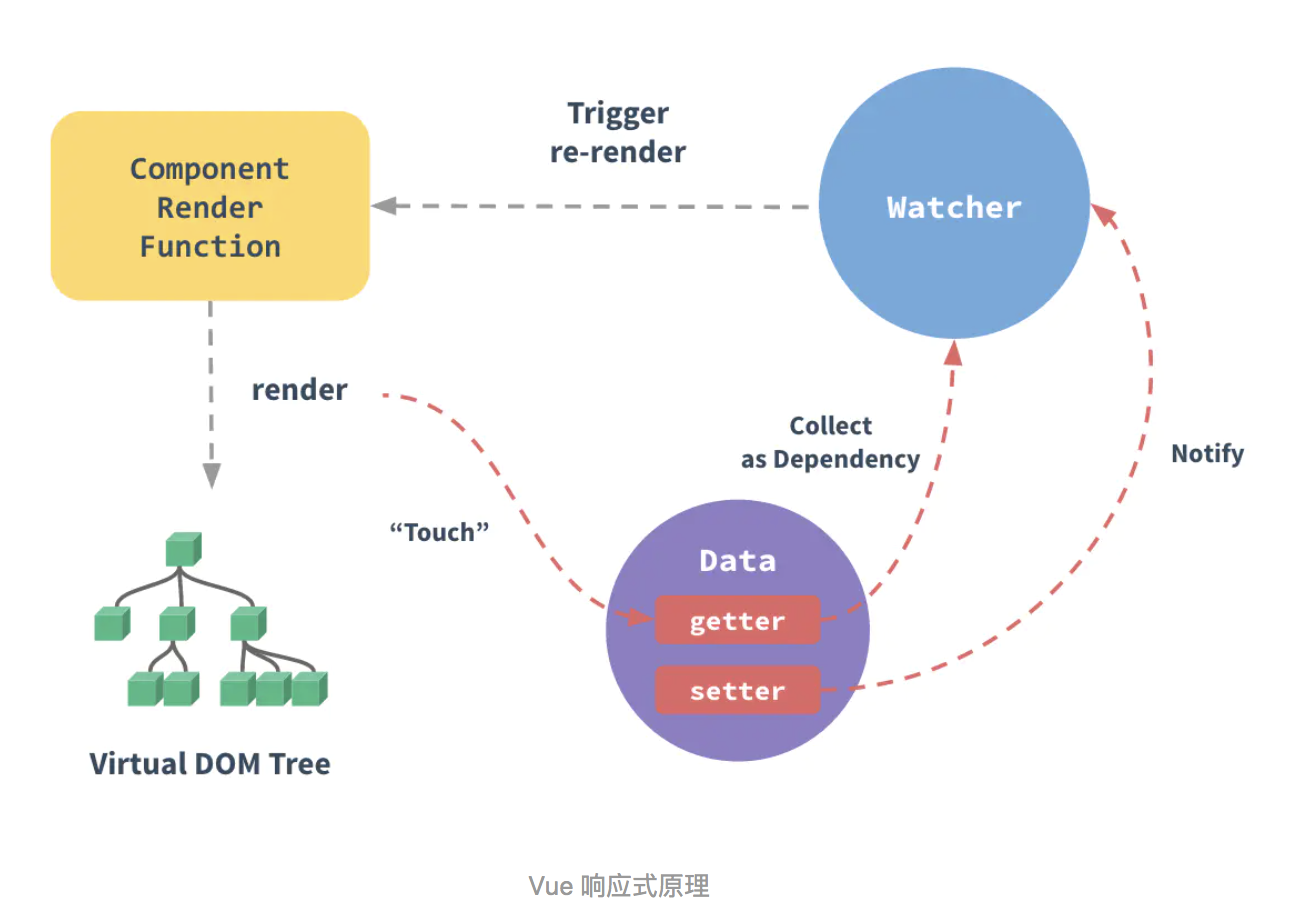 Trigger
re-render
Component
Render
Function
Watcher
render
Collect
as Dependency
Notify
“Touch”
Data
getter
setter
Virtual DOM Tree
Vue 响应式原理